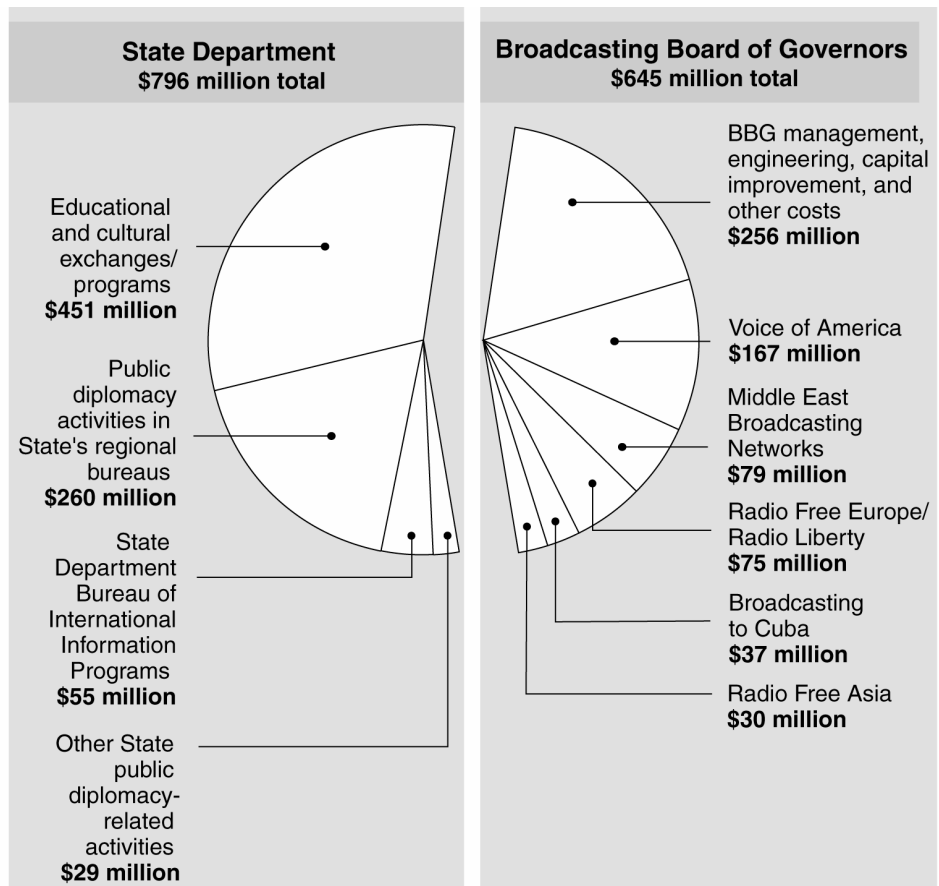 State Department
$796 million total
Educational
and cultural
exchanges/
programs
$451 million
Public
diplomacy
activities in
State's regional
bureaus
$260 million
State
Department
Bureau of
International
Information
Programs
$55 million
Other State
public
diplomacy-
related
activities
$29 million
Broadcasting Board of Governors
$645 million total
BBG management,
engineering, capital
improvement, and
other costs
$256 million
Voice of America
$167 million
Middle East
Broadcasting
Networks
$79 million
Radio Free Europe/
Radio Liberty
$75 million
Broadcasting
to Cuba
$37 million
Radio Free Asia
$30 million